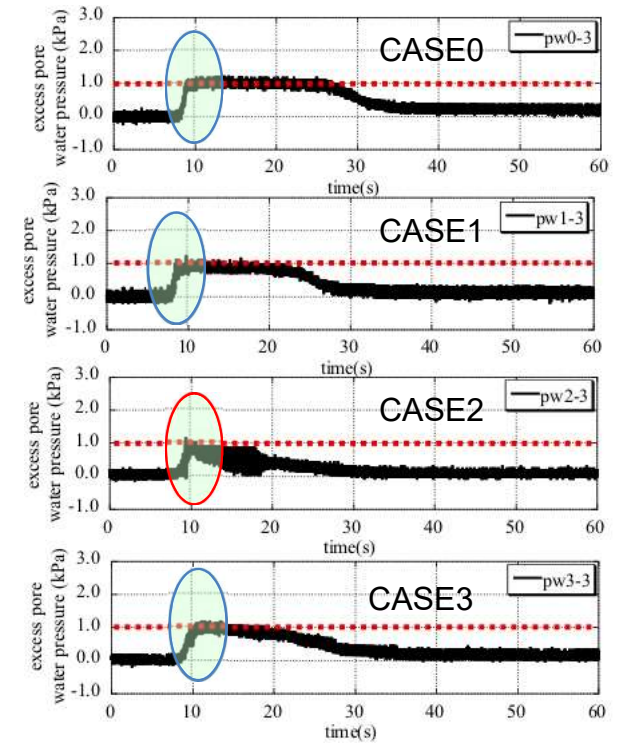 3.0
2.0
1.0
0.0
-1.0
excess pore
water pressure (kPa)
CASE0
pw0-3
0 10 20 30 40 50 60
time(s)
3.0
2.0
1.0
0.0
-1.0
excess pore
water pressure (kPa)
CASE1
pw1-3
0 10 20 30 40 50 60
time(s)
3.0
2.0
1.0
0.0
-1.0
excess pore
water pressure (kPa)
CASE2
pw2-3
0 10 20 30 40 50 60
time(s)
3.0
2.0
1.0
0.0
-1.0
excess pore
water pressure (kPa)
CASE3
pw3-3
0 10 20 30 40 50 60
time(s)